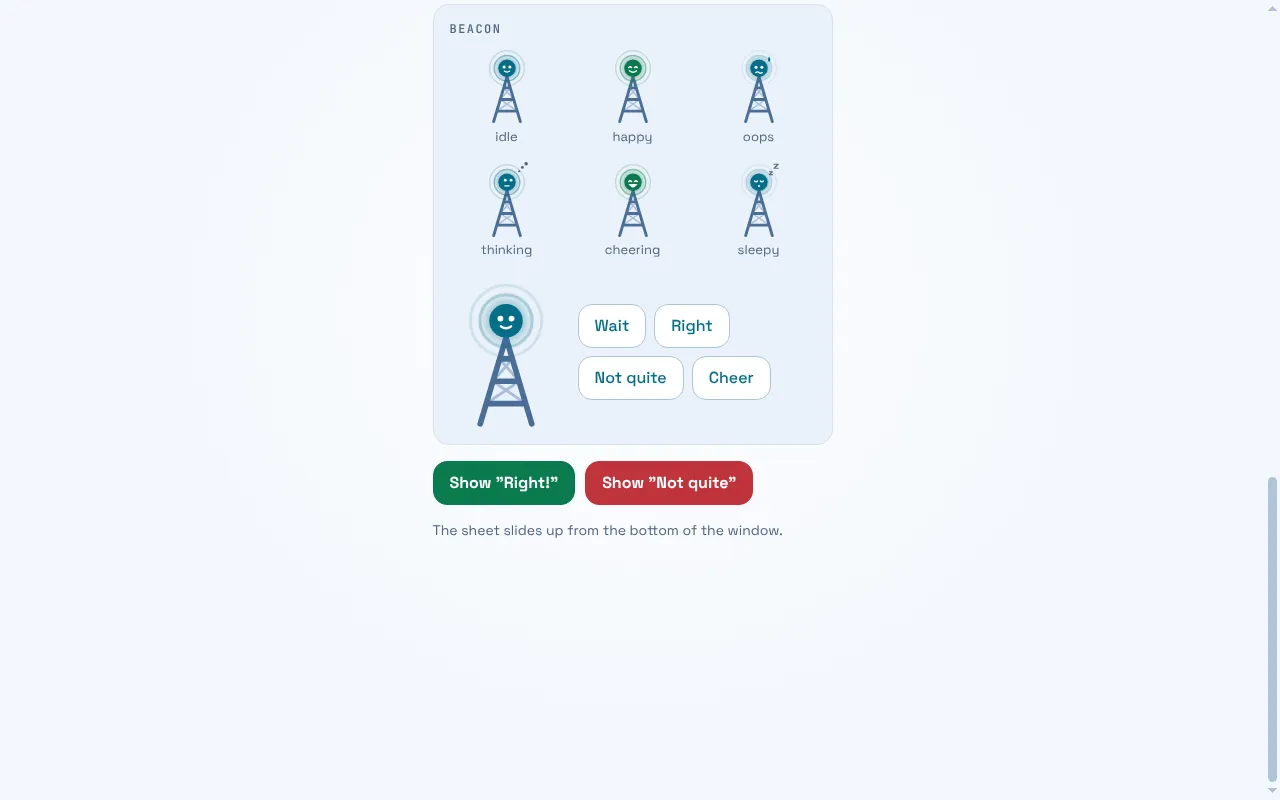 BEACON
idle happy oops
z
z
thinking cheering sleepy
Wait Right
Not quite Cheer
Show ”Right!” Show ”Not quite”
The sheet slides up from the bottom of the window.